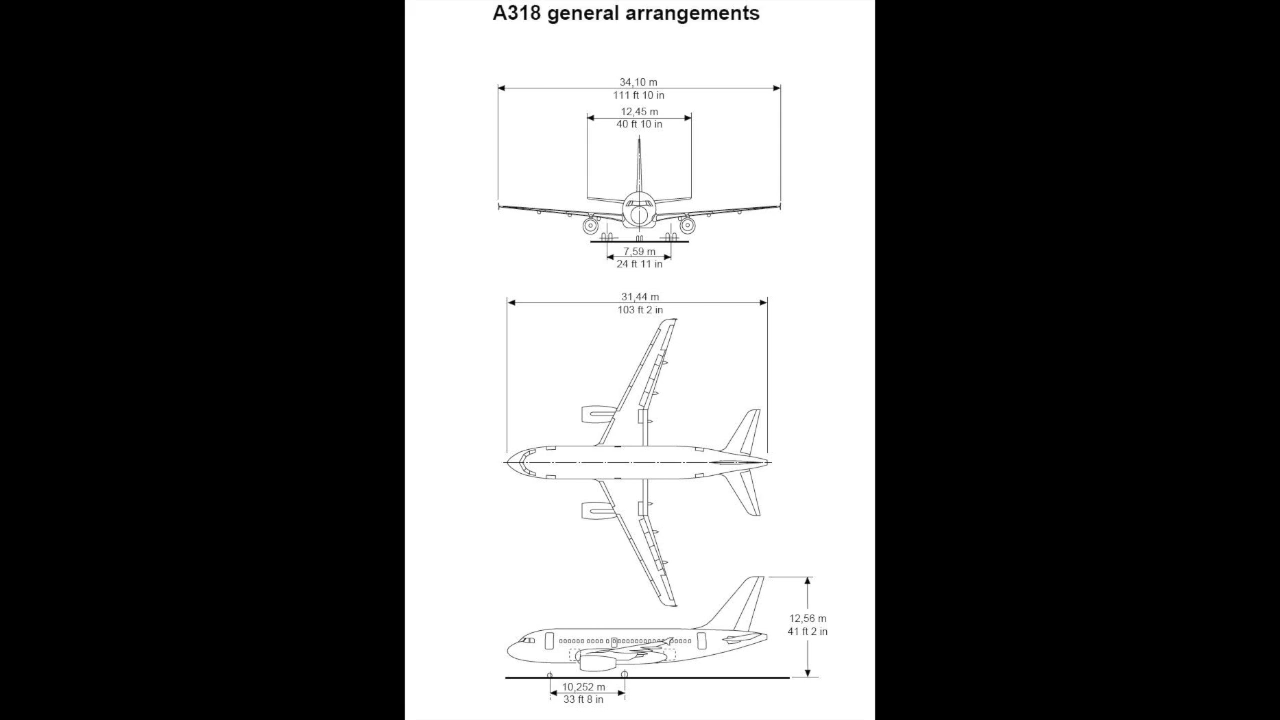 A318 general arrangements
34,10 m
111 ft 10 in
12,45 m
40 ft 10 in
7,59 m
24 ft 11 in
31,44 m
103 ft 2 in
12,56 m
41 ft 2 in
10,252 m
33 ft 8 in